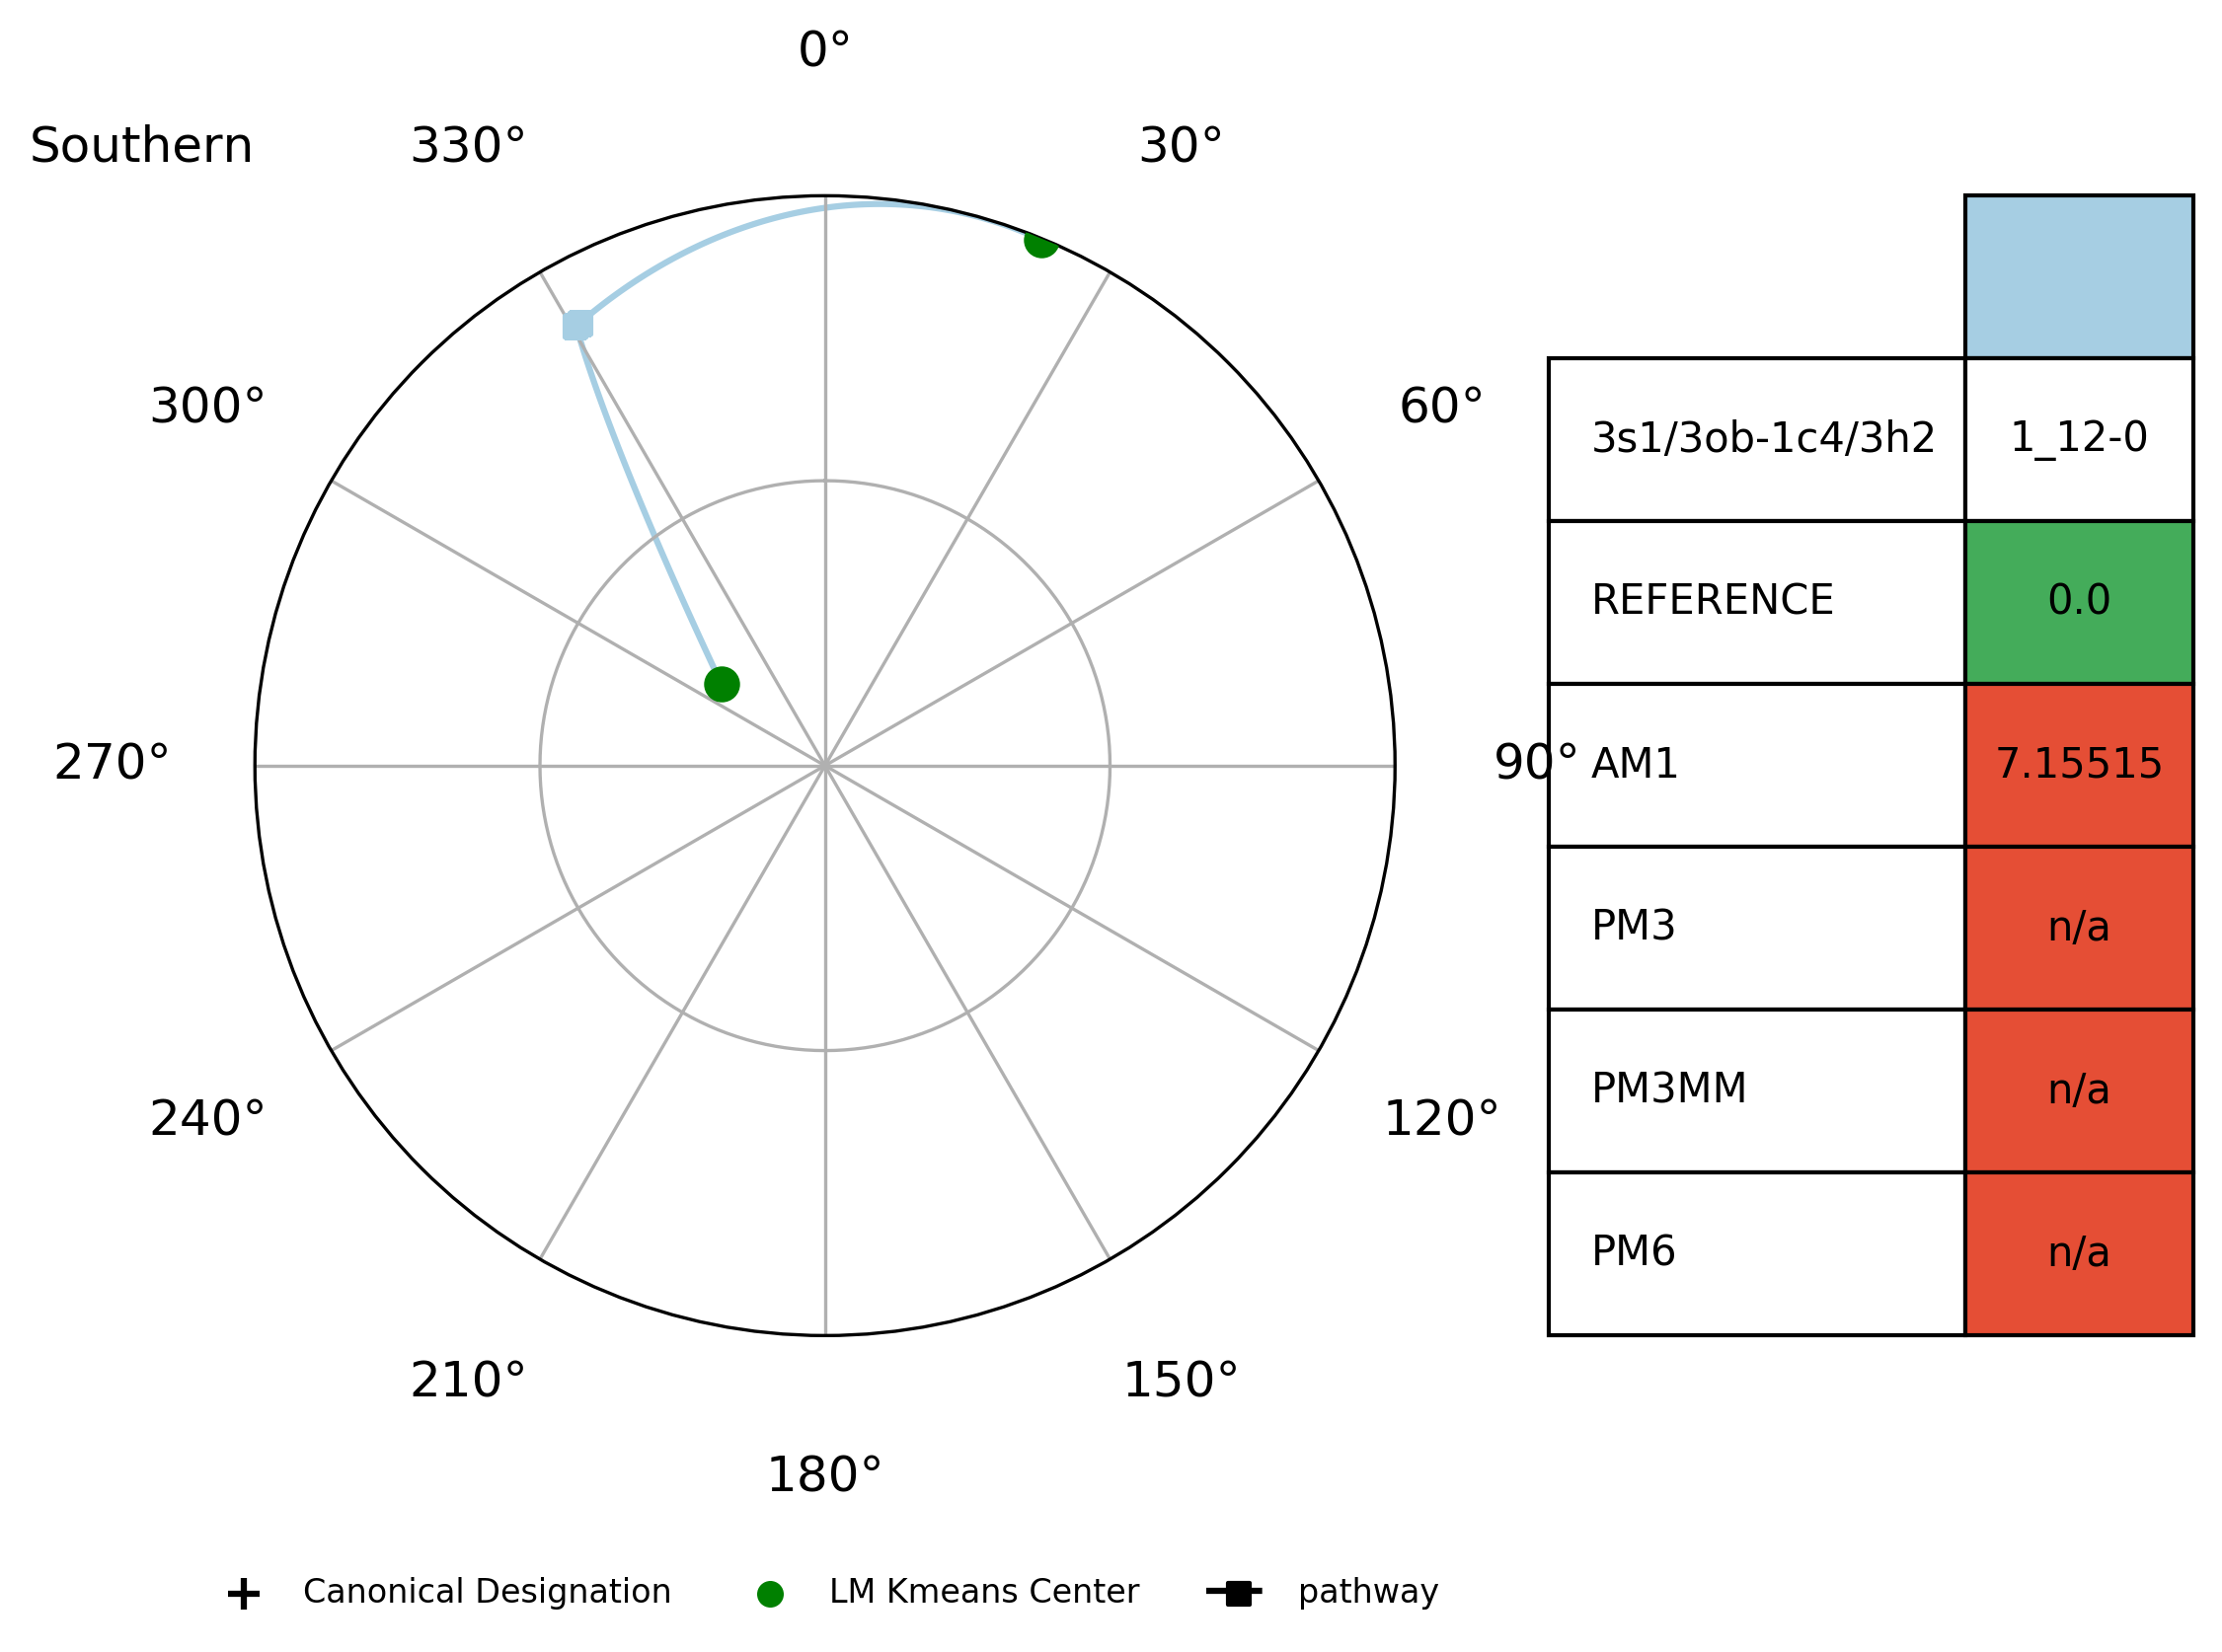 0°
Southern
330°
30°
300°
60°
3s1/3ob-1c4/3h2 1_12-0
REFERENCE 0.0
270°
90°
AM1 7.15515
PM3 n/a
240°
120°
PM3MM n/a
PM6 n/a
210°
150°
180°
Canonical Designation LM Kmeans Center pathway